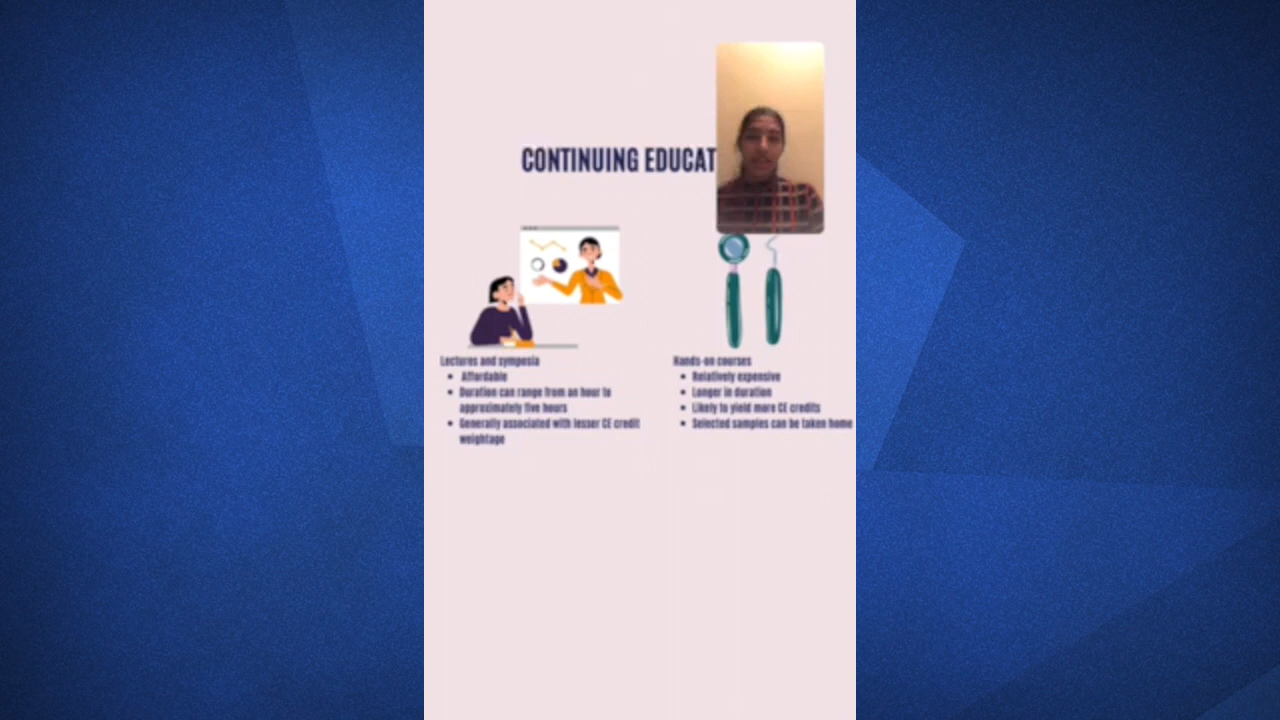 CONTINUING EDUCAT
Lectures and symposia
• Affordable
• Duration can range from an hour to
approximately five hours
• Generally associated with lesser CE credit
weightage
Hands-on courses
• Relatively expensive
• Longer in duration
• Likely to yield more CE credits
• Selected samples can be taken home